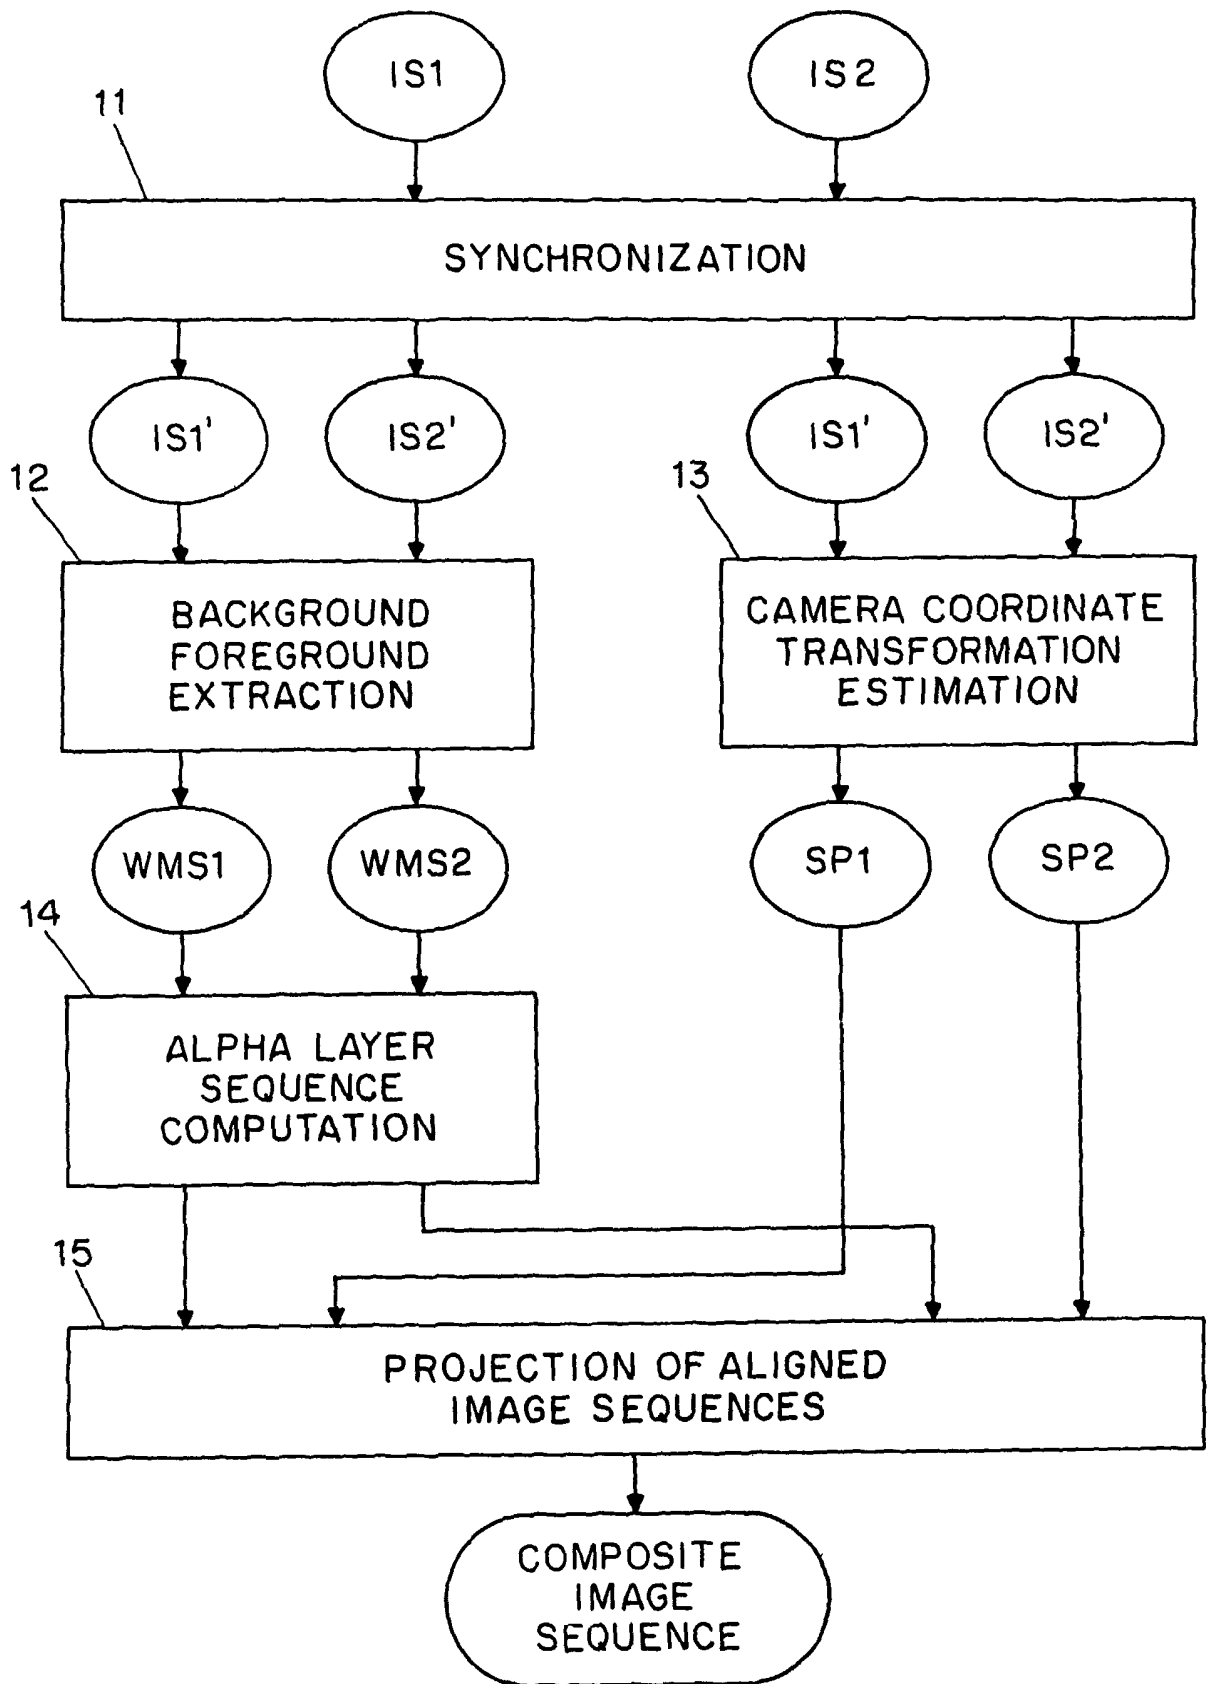 IS1
IS2
11
SYNCHRONIZATION
IS1'
IS2'
IS1'
IS2'
12
13
BACKGROUND
FOREGROUND
EXTRACTION
CAMERA COORDINATE
TRANSFORMATION
ESTIMATION
WMS1
WMS2
SP1
SP2
14
ALPHA LAYER
SEQUENCE
COMPUTATION
15
PROJECTION OF ALIGNED
IMAGE SEQUENCES
COMPOSITE
IMAGE
SEQUENCE